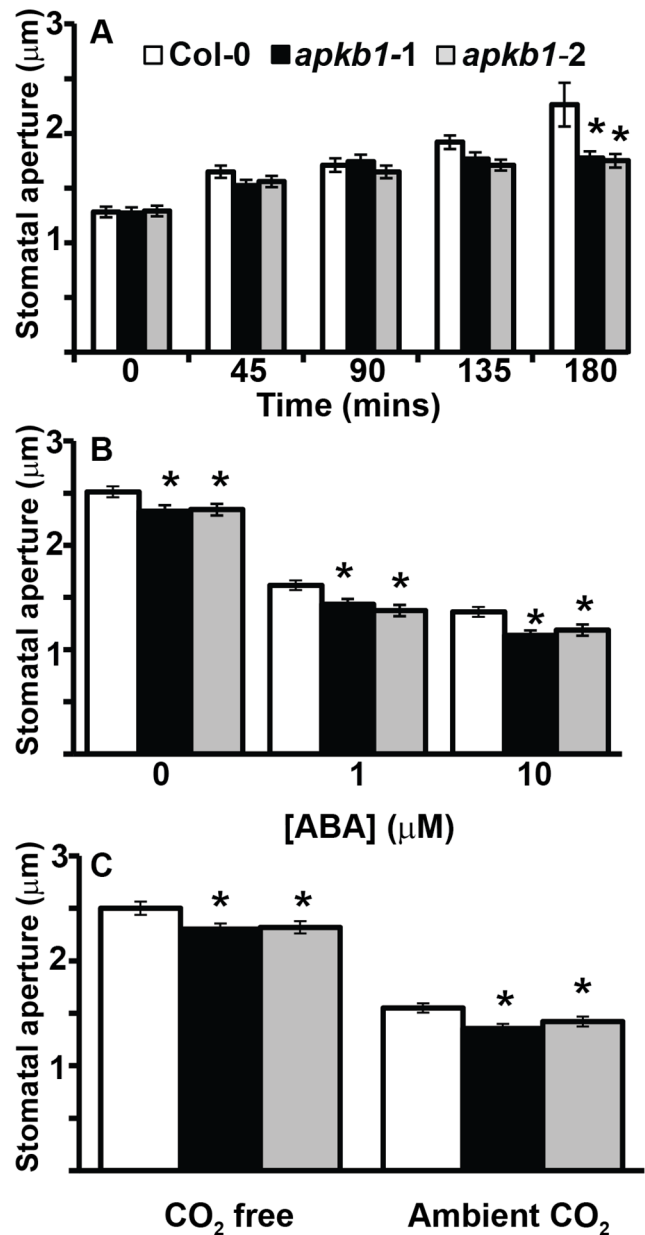 A
Col-0 apkb1-1 apkb1-2
Stomatal aperture (μm)
3
2
1
* *
0 45 90 135 180
Time (mins)
B
Stomatal aperture (μm)
3
2
1
* *
* *
* *
0 1 10
[ABA] (μM)
C
Stomatal aperture (μm)
3
2
1
* *
* *
CO₂ free Ambient CO₂